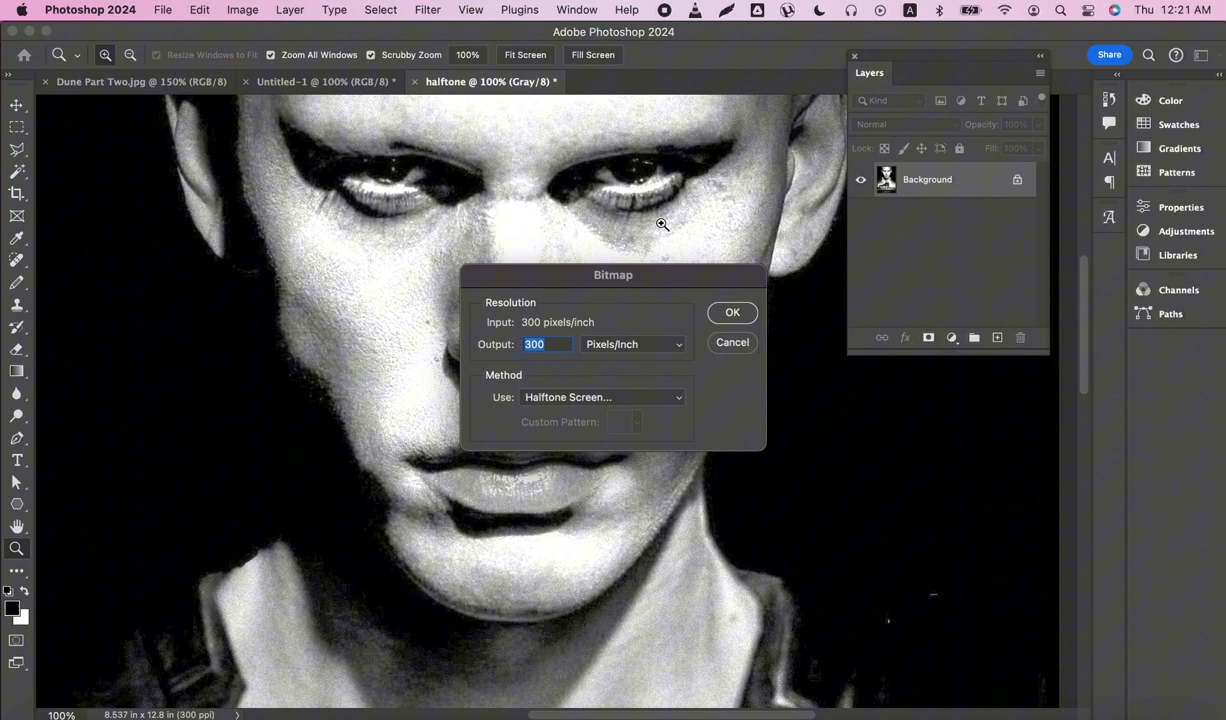 Photoshop 2024 File Edit Image Layer Type Select Filter View Plugins Window Help A Thu 12:21 AM
Adobe Photoshop 2024
Resize Windows to Fit Zoom All Windows Scrubby Zoom 100% Fit Screen Fill Screen Share
Dune Part Two.jpg @ 150% (RGB/8) Untitled-1 @ 100% (RGB/8) * halftone @ 100% (Gray/8) *
Layers
Kind
Normal Opacity: 100%
Lock: Fill: 100%
Background
Color
Swatches
Gradients
Patterns
Properties
Adjustments
Libraries
Channels
Paths
Bitmap
Resolution
Input: 300 pixels/inch
Output: 300 Pixels/Inch
Method
Use: Halftone Screen...
Custom Pattern:
OK
Cancel
100% 8.537 in x 12.8 in (300 ppi)